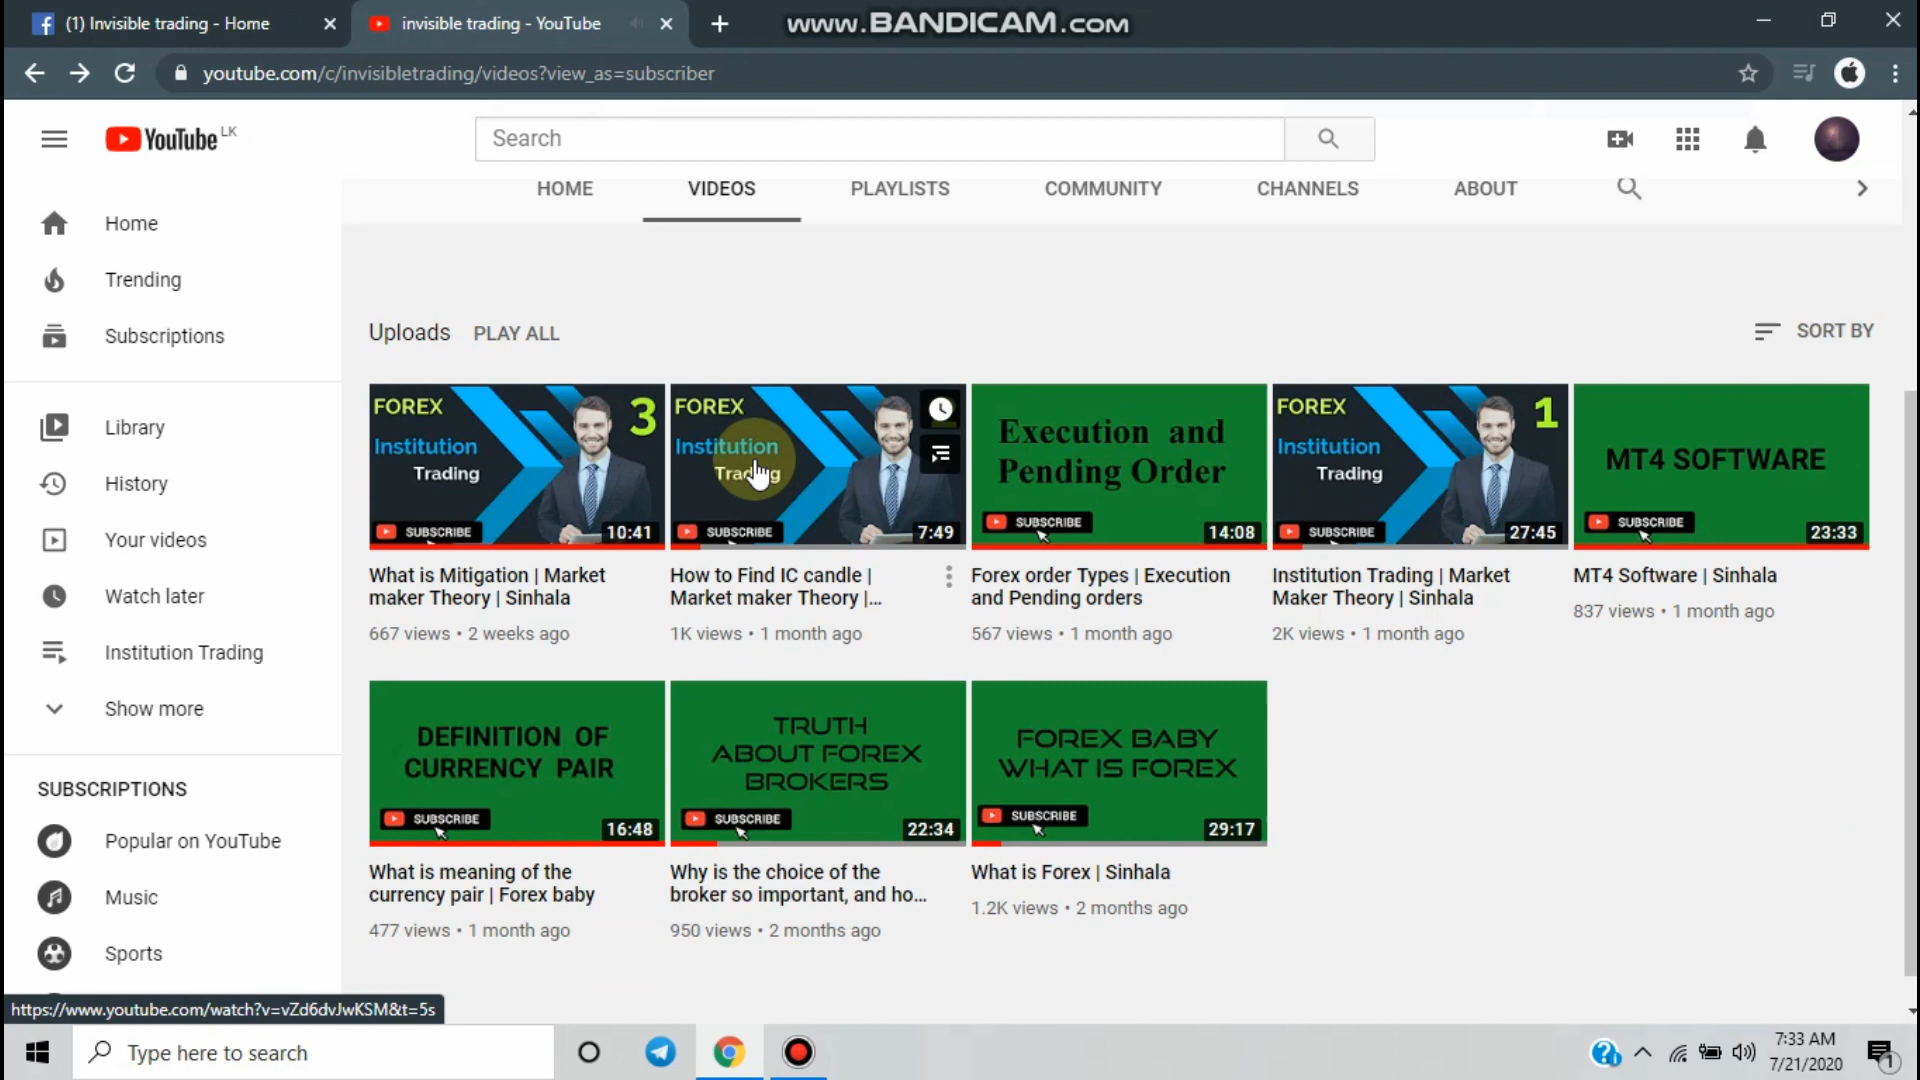 (1) Invisible trading - Home
invisible trading - YouTube
www.BANDICAM.com
youtube.com/c/invisibletrading/videos?view_as=subscriber
YouTube LK
Search
HOME
VIDEOS
PLAYLISTS
COMMUNITY
CHANNELS
ABOUT
Home
Trending
Subscriptions
Library
History
Your videos
Watch later
Institution Trading
Show more
SUBSCRIPTIONS
Popular on YouTube
Music
Sports
Uploads PLAY ALL
SORT BY
FOREX 3
Institution
Trading
SUBSCRIBE
10:41
What is Mitigation | Market
maker Theory | Sinhala
667 views • 2 weeks ago
FOREX
Institution
Trading
SUBSCRIBE
7:49
How to Find IC candle |
Market maker Theory |...
1K views • 1 month ago
Execution and
Pending Order
SUBSCRIBE
14:08
Forex order Types | Execution
and Pending orders
567 views • 1 month ago
FOREX 1
Institution
Trading
SUBSCRIBE
27:45
Institution Trading | Market
Maker Theory | Sinhala
2K views • 1 month ago
MT4 SOFTWARE
SUBSCRIBE
23:33
MT4 Software | Sinhala
837 views • 1 month ago
DEFINITION OF
CURRENCY PAIR
SUBSCRIBE
16:48
What is meaning of the
currency pair | Forex baby
477 views • 1 month ago
TRUTH
ABOUT FOREX
BROKERS
SUBSCRIBE
22:34
Why is the choice of the
broker so important, and ho...
950 views • 2 months ago
FOREX BABY
WHAT IS FOREX
SUBSCRIBE
29:17
What is Forex | Sinhala
1.2K views • 2 months ago
https://www.youtube.com/watch?v=vZd6dvJwKSM&t=5s
Type here to search
7:33 AM
7/21/2020
1